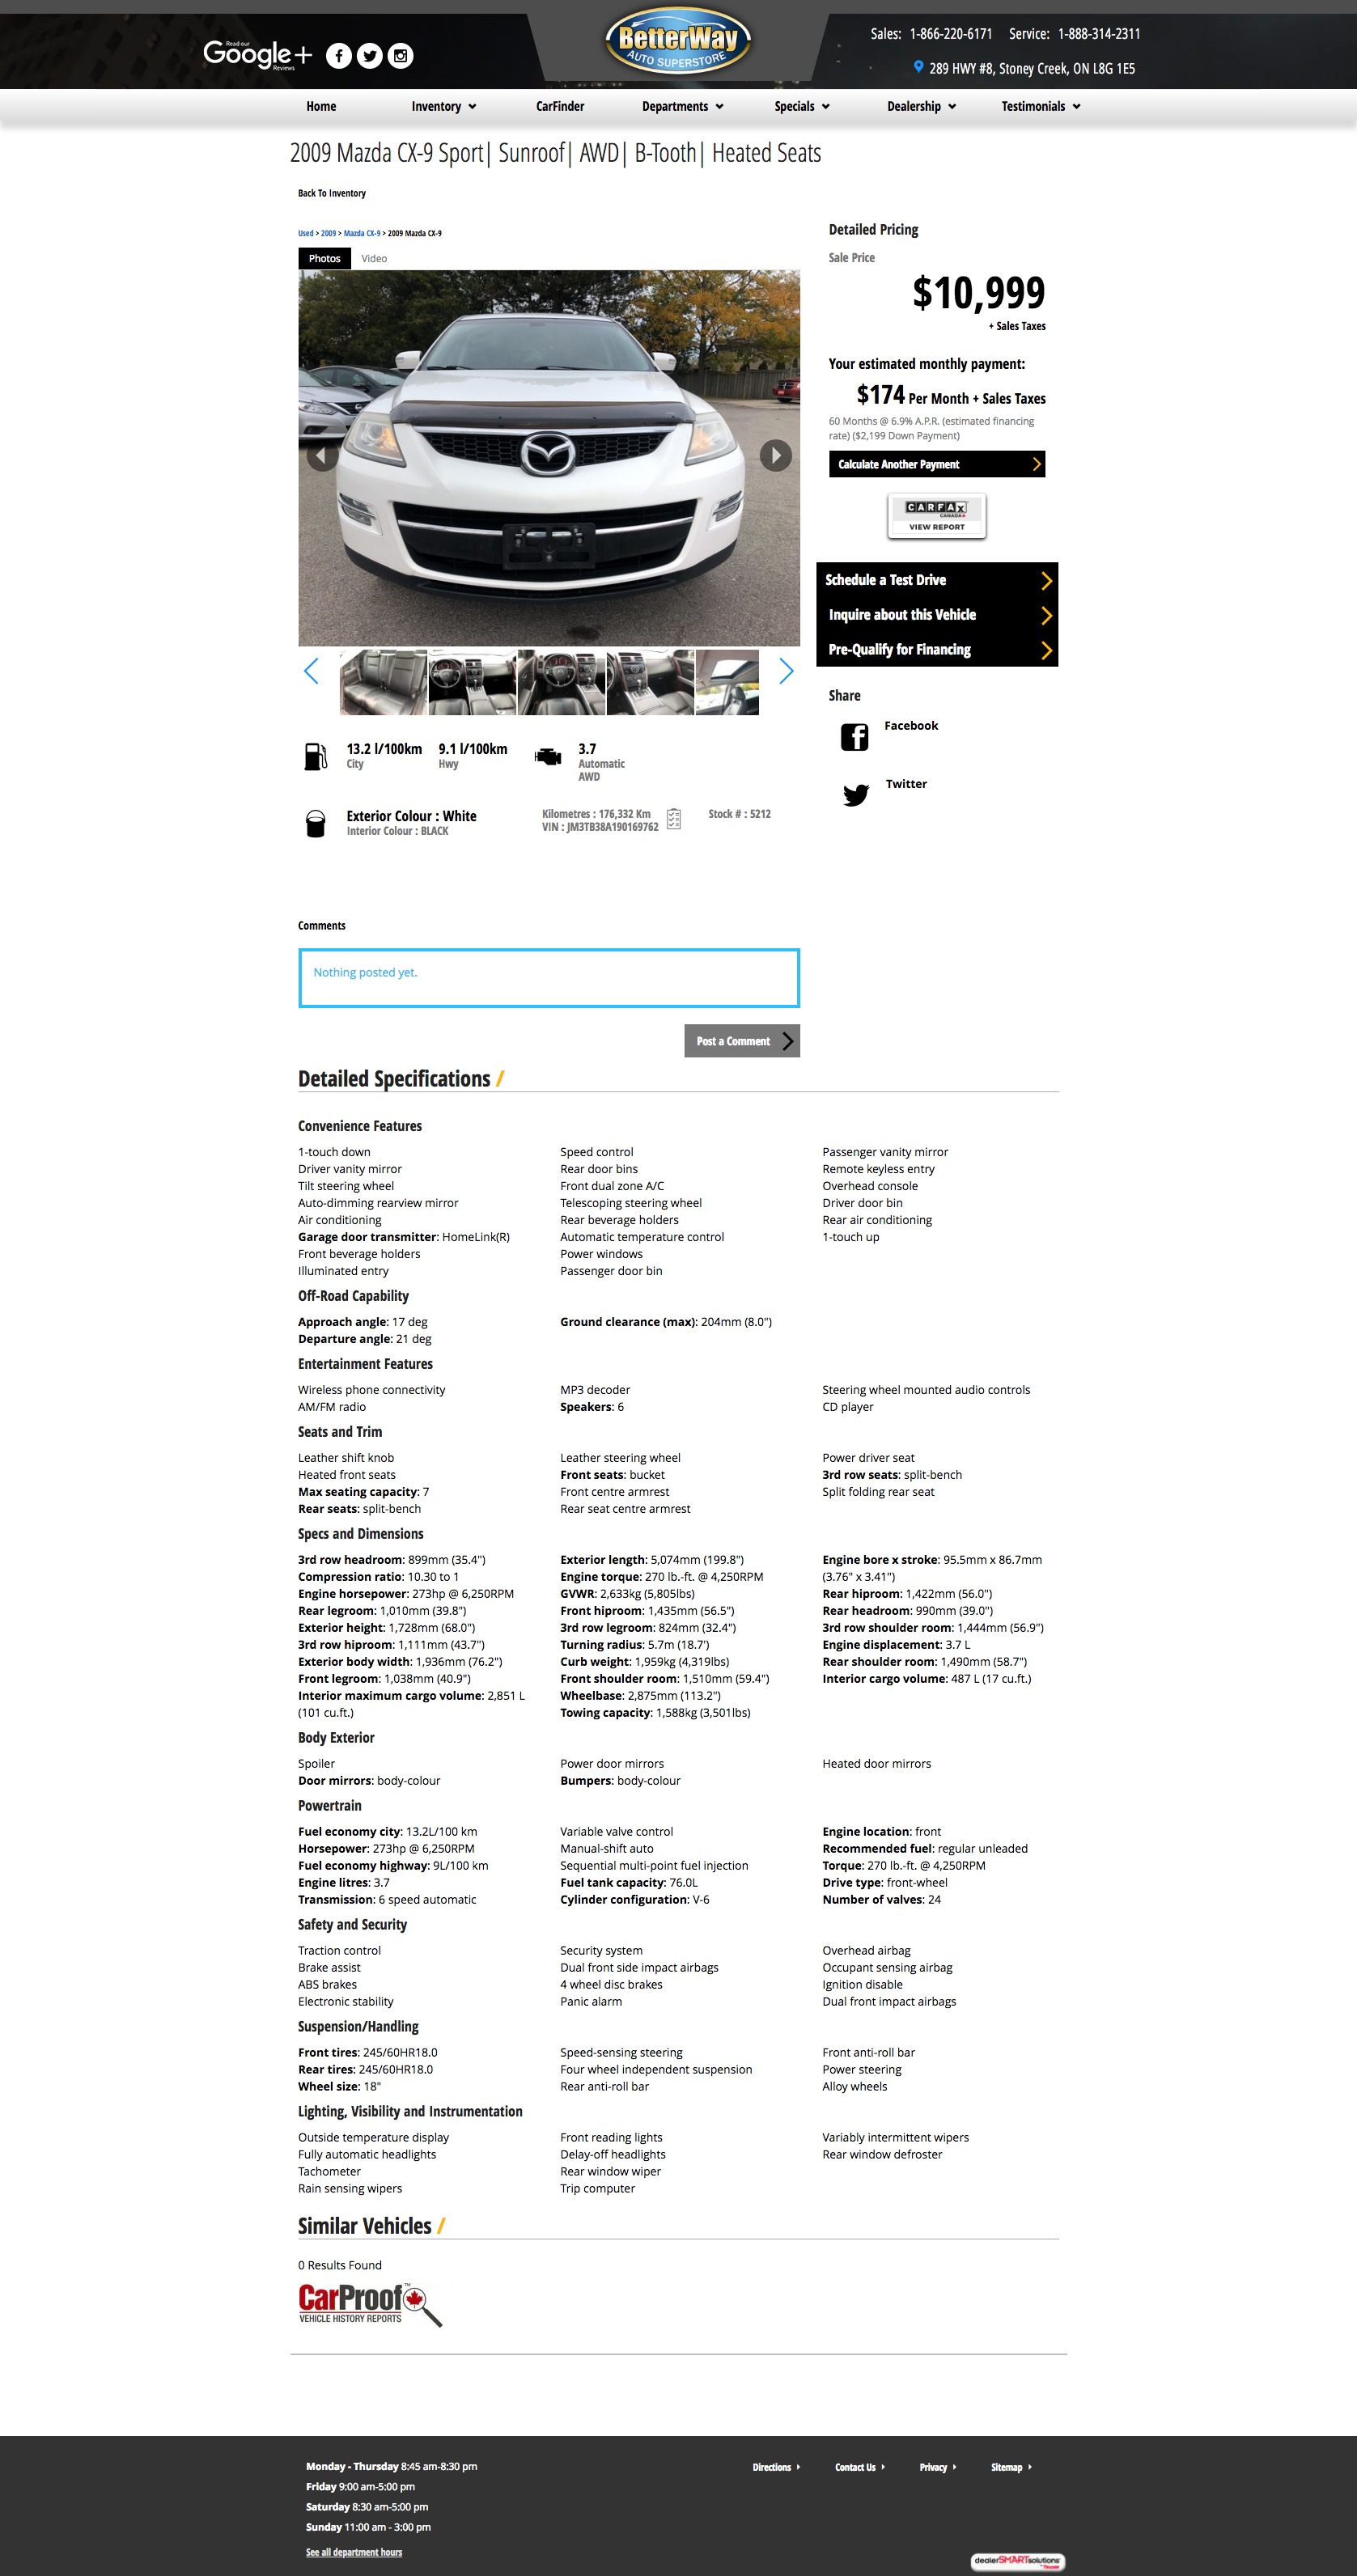 Read our
Google+
Reviews
BetterWay
AUTO SUPERSTORE
Sales: 1-866-220-6171 Service: 1-888-314-2311
289 HWY #8, Stoney Creek, ON L8G 1E5
Home Inventory CarFinder Departments Specials Dealership Testimonials
2009 Mazda CX-9 Sport| Sunroof| AWD| B-Tooth| Heated Seats
Back To Inventory
Used > 2009 > Mazda CX-9 > 2009 Mazda CX-9
Photos Video
Detailed Pricing
Sale Price
$10,999
+ Sales Taxes
Your estimated monthly payment:
$174 Per Month + Sales Taxes
60 Months @ 6.9% A.P.R. (estimated financing
rate) ($2,199 Down Payment)
Calculate Another Payment
CARFAX
CANADA
VIEW REPORT
Schedule a Test Drive
Inquire about this Vehicle
Pre-Qualify for Financing
Share
Facebook
Twitter
13.2 l/100km 9.1 l/100km 3.7
City Hwy Automatic
AWD
Exterior Colour : White
Interior Colour : BLACK
Kilometres : 176,332 Km
VIN : JM3TB38A190169762
Stock # : 5212
Comments
Nothing posted yet.
Post a Comment
Detailed Specifications /
Convenience Features
1-touch down Speed control Passenger vanity mirror
Driver vanity mirror Rear door bins Remote keyless entry
Tilt steering wheel Front dual zone A/C Overhead console
Auto-dimming rearview mirror Telescoping steering wheel Driver door bin
Air conditioning Rear beverage holders Rear air conditioning
Garage door transmitter: HomeLink(R) Automatic temperature control 1-touch up
Front beverage holders Power windows
Illuminated entry Passenger door bin
Off-Road Capability
Approach angle: 17 deg Ground clearance (max): 204mm (8.0")
Departure angle: 21 deg
Entertainment Features
Wireless phone connectivity MP3 decoder Steering wheel mounted audio controls
AM/FM radio Speakers: 6 CD player
Seats and Trim
Leather shift knob Leather steering wheel Power driver seat
Heated front seats Front seats: bucket 3rd row seats: split-bench
Max seating capacity: 7 Front centre armrest Split folding rear seat
Rear seats: split-bench Rear seat centre armrest
Specs and Dimensions
3rd row headroom: 899mm (35.4") Exterior length: 5,074mm (199.8") Engine bore x stroke: 95.5mm x 86.7mm
Compression ratio: 10.30 to 1 Engine torque: 270 lb.-ft. @ 4,250RPM (3.76" x 3.41")
Engine horsepower: 273hp @ 6,250RPM GVWR: 2,633kg (5,805lbs) Rear hiproom: 1,422mm (56.0")
Rear legroom: 1,010mm (39.8") Front hiproom: 1,435mm (56.5") Rear headroom: 990mm (39.0")
Exterior height: 1,728mm (68.0") 3rd row legroom: 824mm (32.4") 3rd row shoulder room: 1,444mm (56.9")
3rd row hiproom: 1,111mm (43.7") Turning radius: 5.7m (18.7') Engine displacement: 3.7 L
Exterior body width: 1,936mm (76.2") Curb weight: 1,959kg (4,319lbs) Rear shoulder room: 1,490mm (58.7")
Front legroom: 1,038mm (40.9") Front shoulder room: 1,510mm (59.4") Interior cargo volume: 487 L (17 cu.ft.)
Interior maximum cargo volume: 2,851 L Wheelbase: 2,875mm (113.2")
(101 cu.ft.) Towing capacity: 1,588kg (3,501lbs)
Body Exterior
Spoiler Power door mirrors Heated door mirrors
Door mirrors: body-colour Bumpers: body-colour
Powertrain
Fuel economy city: 13.2L/100 km Variable valve control Engine location: front
Horsepower: 273hp @ 6,250RPM Manual-shift auto Recommended fuel: regular unleaded
Fuel economy highway: 9L/100 km Sequential multi-point fuel injection Torque: 270 lb.-ft. @ 4,250RPM
Engine litres: 3.7 Fuel tank capacity: 76.0L Drive type: front-wheel
Transmission: 6 speed automatic Cylinder configuration: V-6 Number of valves: 24
Safety and Security
Traction control Security system Overhead airbag
Brake assist Dual front side impact airbags Occupant sensing airbag
ABS brakes 4 wheel disc brakes Ignition disable
Electronic stability Panic alarm Dual front impact airbags
Suspension/Handling
Front tires: 245/60HR18.0 Speed-sensing steering Front anti-roll bar
Rear tires: 245/60HR18.0 Four wheel independent suspension Power steering
Wheel size: 18" Rear anti-roll bar Alloy wheels
Lighting, Visibility and Instrumentation
Outside temperature display Front reading lights Variably intermittent wipers
Fully automatic headlights Delay-off headlights Rear window defroster
Tachometer Rear window wiper
Rain sensing wipers Trip computer
Similar Vehicles /
0 Results Found
CarProof™
VEHICLE HISTORY REPORTS
Monday - Thursday 8:45 am-8:30 pm
Friday 9:00 am-5:00 pm
Saturday 8:30 am-5:00 pm
Sunday 11:00 am - 3:00 pm
See all department hours
Directions Contact Us Privacy Sitemap
dealerSMARTsolutions